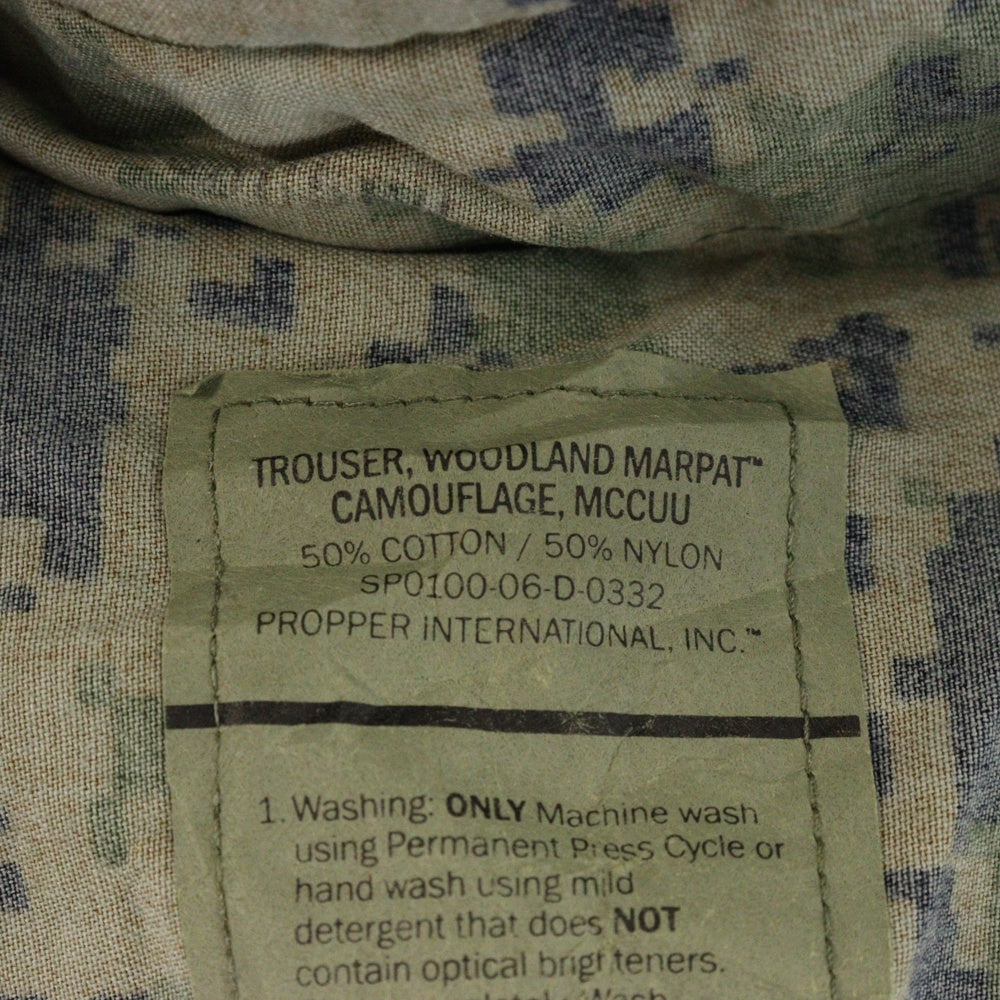 TROUSER, WOODLAND MARPAT™
CAMOUFLAGE, MCCUU
50% COTTON / 50% NYLON
SP0100-06-D-0332
PROPPER INTERNATIONAL, INC.™
1. Washing: ONLY Machine wash
using Permanent Press Cycle or
hand wash using mild
detergent that does NOT
contain optical brighteners.
Wash